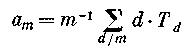 a_m = m^{-1} \sum_{d/m} d \cdot T_d